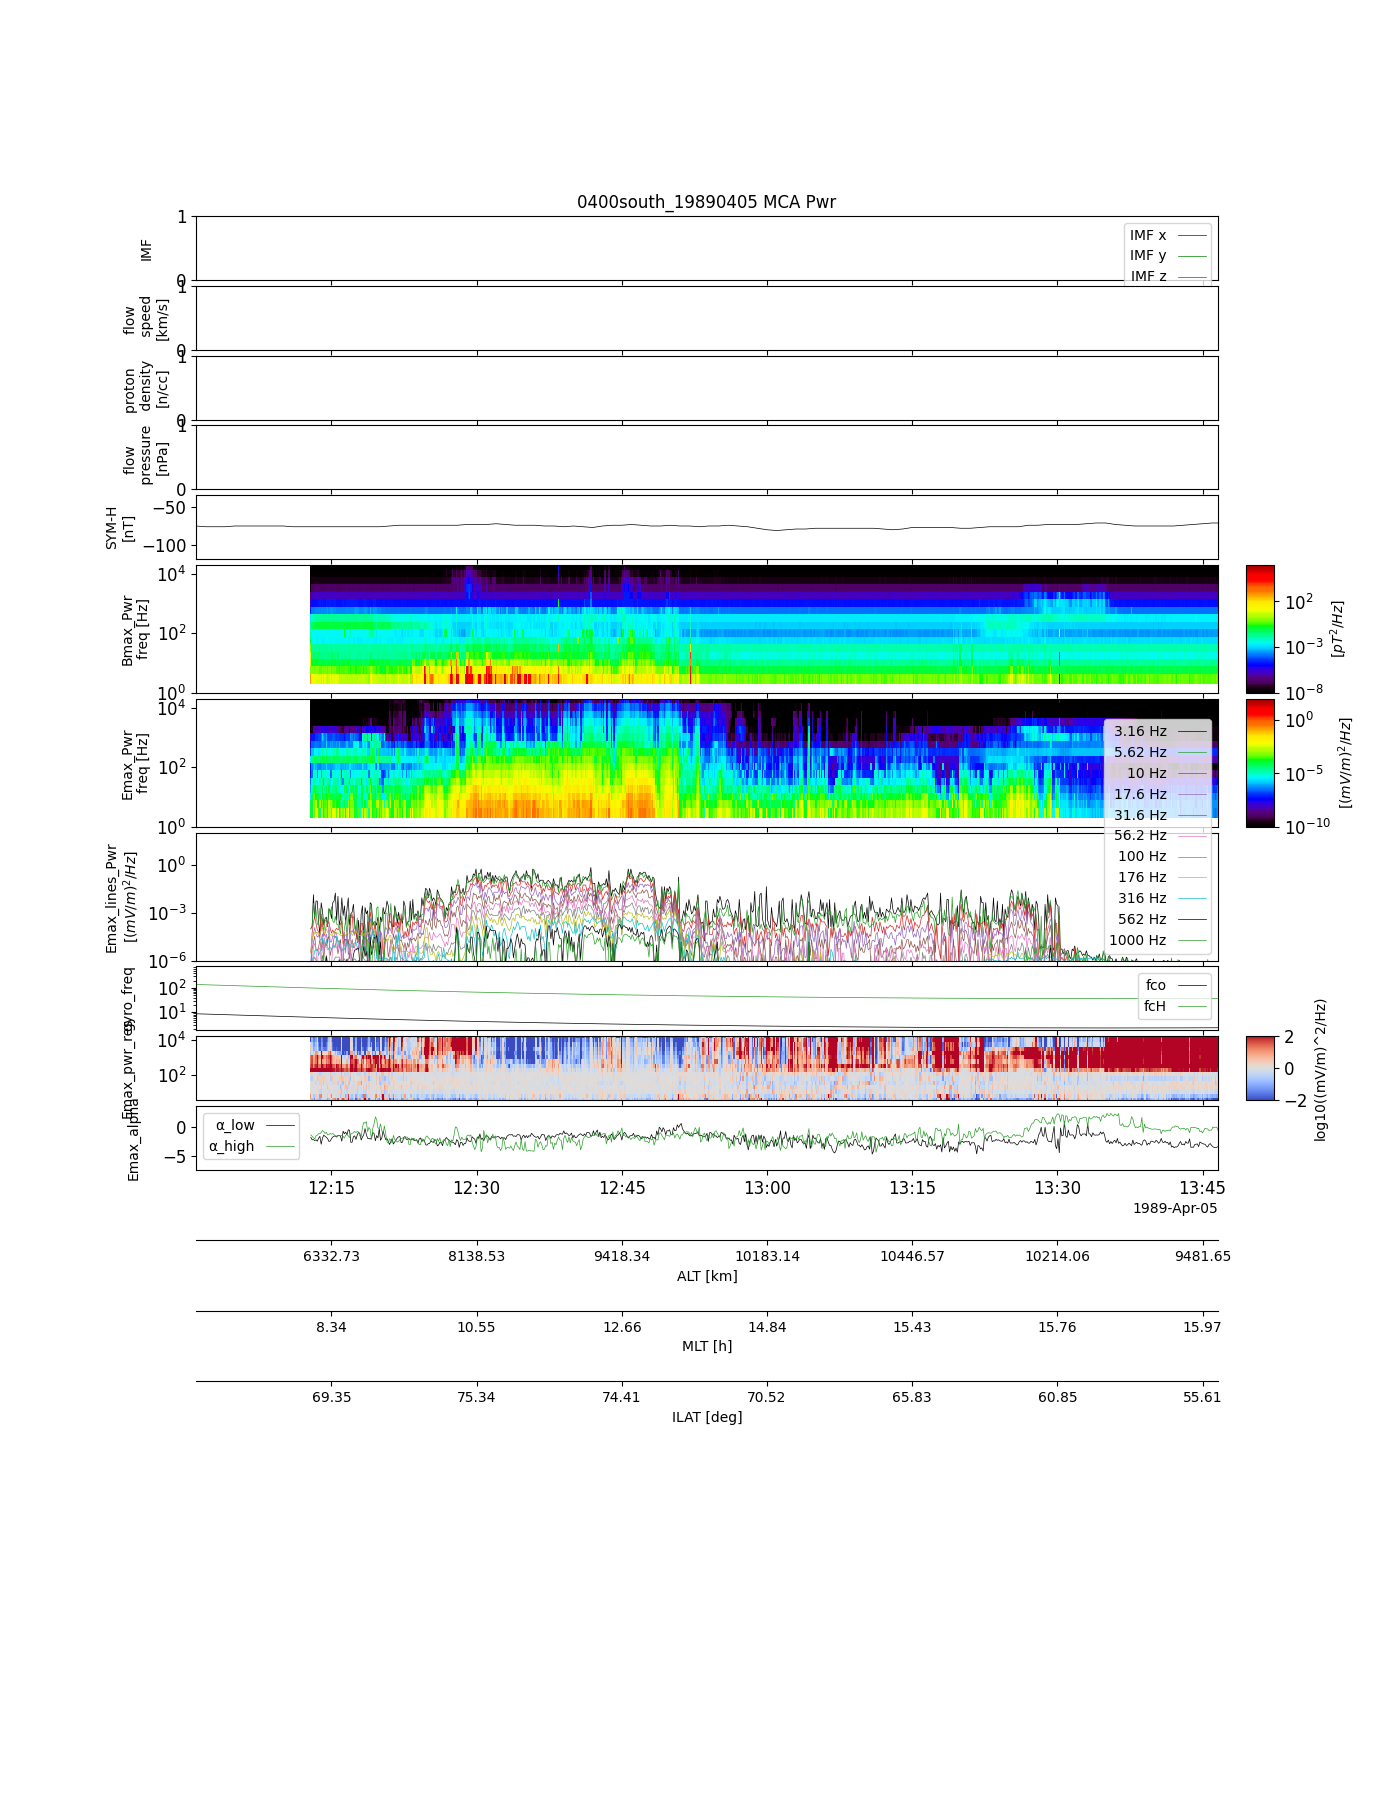 0400south_19890405 MCA Pwr
1
0
IMF
IMF x
IMF y
IMF z
1
0
flow
speed
[km/s]
1
0
proton
density
[n/cc]
1
0
flow
pressure
[nPa]
−50
−100
SYM-H
[nT]
10^4
10^2
10^0
Bmax_Pwr
freq [Hz]
10^2
10^−3
10^−8
[pT^2/Hz]
10^4
10^2
10^0
Emax_Pwr
freq [Hz]
10^0
10^−5
10^−10
[(mV/m)^2/Hz]
3.16 Hz
5.62 Hz
10 Hz
17.6 Hz
31.6 Hz
56.2 Hz
100 Hz
176 Hz
316 Hz
562 Hz
1000 Hz
10^0
10^−3
10^−6
Emax_lines_Pwr
[(mV/m)^2/Hz]
10^2
10^1
gyro_freq
fco
fcH
10^4
10^2
Emax_pwr_reg
2
0
−2
log10((mV/m)^2/Hz)
0
−5
Emax_alpha
α_low
α_high
12:15 12:30 12:45 13:00 13:15 13:30 13:45
1989-Apr-05
6332.73 8138.53 9418.34 10183.14 10446.57 10214.06 9481.65
ALT [km]
8.34 10.55 12.66 14.84 15.43 15.76 15.97
MLT [h]
69.35 75.34 74.41 70.52 65.83 60.85 55.61
ILAT [deg]